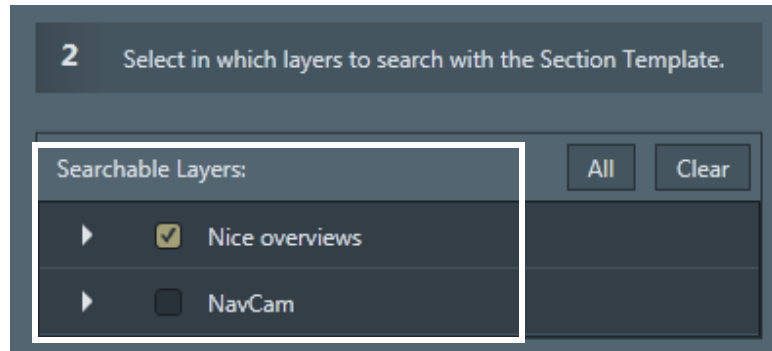 2 Select in which layers to search with the Section Template.
Searchable Layers: All Clear
Nice overviews
NavCam